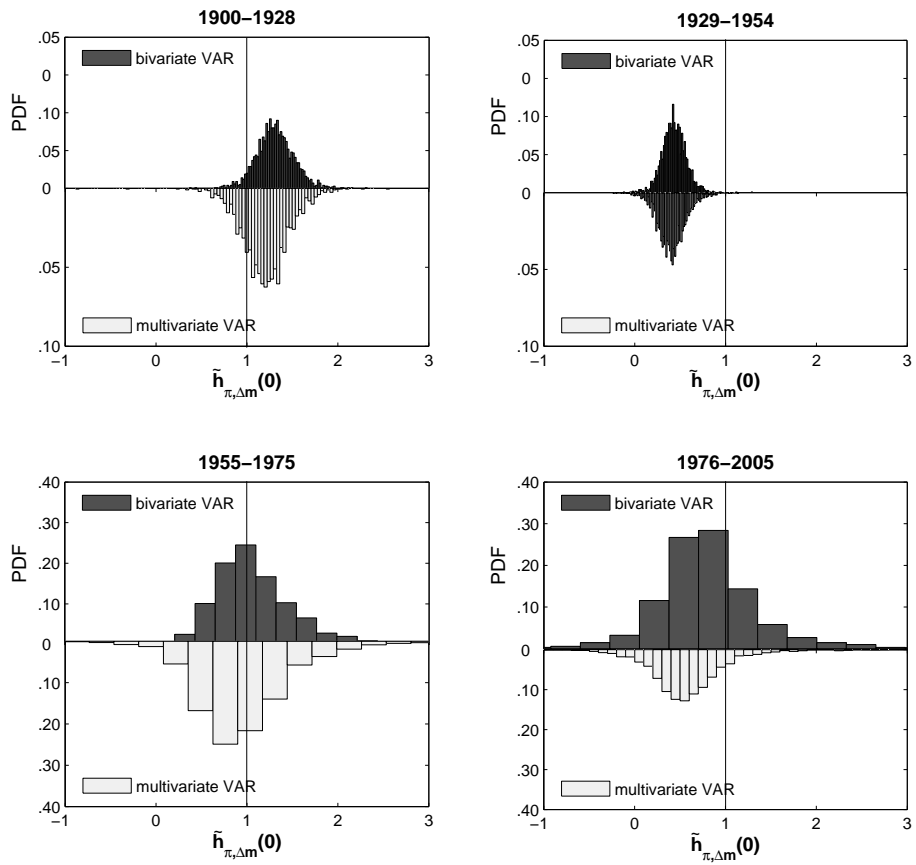 1900−1928
.05
bivariate VAR
0
.10
.05
0
.05
multivariate VAR
.10
PDF
−1 0 1 2 3
h̃π,Δm(0)
1929−1954
.05
bivariate VAR
0
.10
.05
0
.05
multivariate VAR
.10
PDF
−1 0 1 2 3
h̃π,Δm(0)
1955−1975
.40
bivariate VAR
.30
.20
.10
0
.10
.20
.30
multivariate VAR
.40
PDF
−1 0 1 2 3
h̃π,Δm(0)
1976−2005
.40
bivariate VAR
.30
.20
.10
0
.10
.20
.30
multivariate VAR
.40
PDF
−1 0 1 2 3
h̃π,Δm(0)